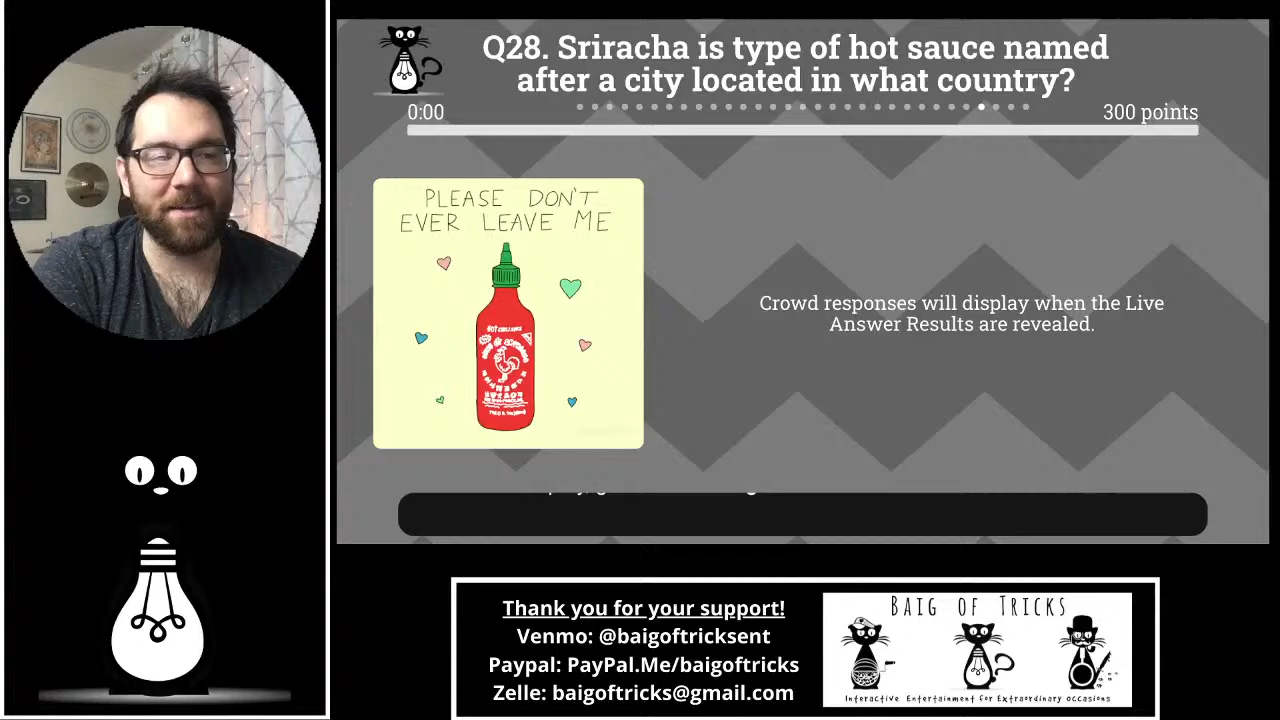 Q28. Sriracha is type of hot sauce named
after a city located in what country?
0:00
300 points
PLEASE DON'T
EVER LEAVE ME
HOT CHILI SAUCE
Crowd responses will display when the Live
Answer Results are revealed.
Thank you for your support!
Venmo: @baigoftricksent
Paypal: PayPal.Me/baigoftricks
Zelle: baigoftricks@gmail.com
BAIG OF TRICKS
Interactive Entertainment for Extraordinary Occasions